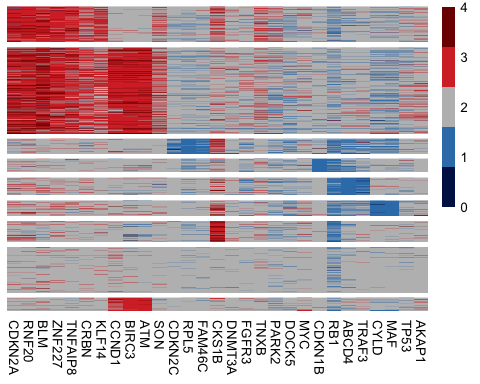 4
3
2
1
0
CDKN2A
RNF20
BLM
ZNF227
TNFAIP8
CRBN
KLF14
CCND1
BIRC3
ATM
SON
CDKN2C
RPL5
FAM46C
CKS1B
DNMT3A
FGFR3
TNXB
PARK2
DOCK5
MYC
CDKN1B
RB1
ABCD4
TRAF3
CYLD
MAF
TP53
AKAP1